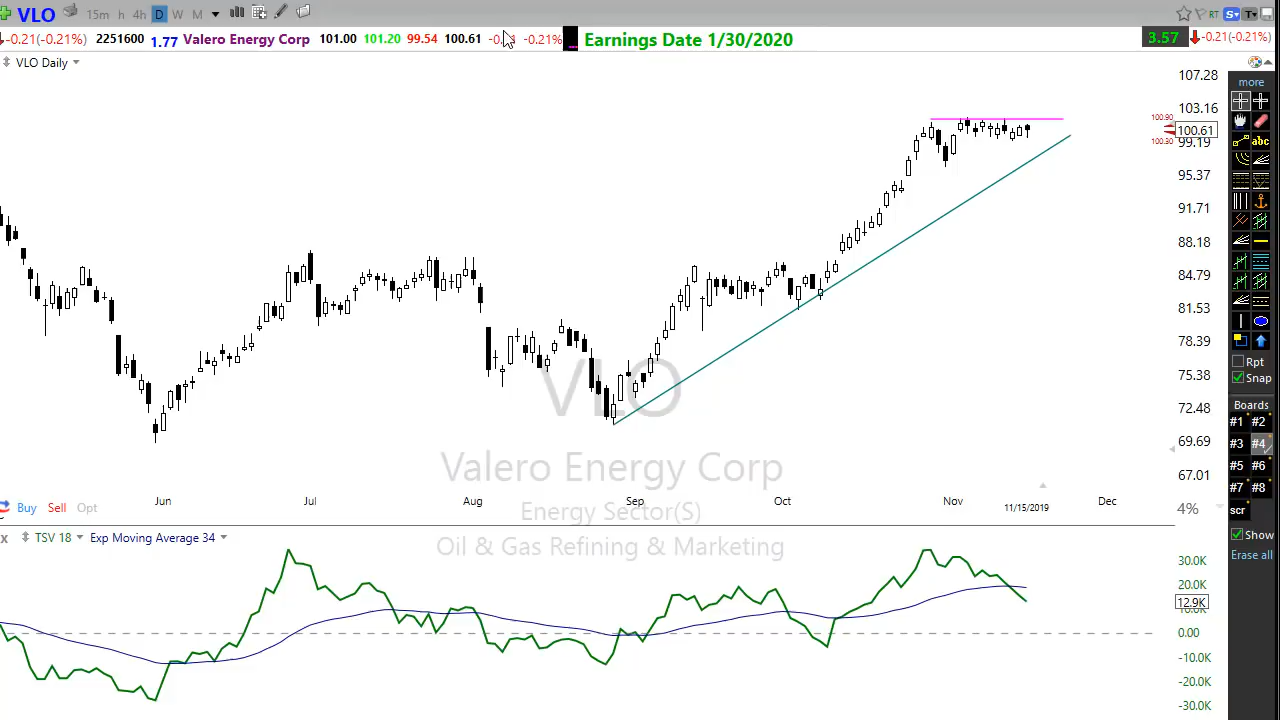 VLO 15m h 4h D W M RT S T
-0.21(-0.21%) 2251600 1.77 Valero Energy Corp 101.00 101.20 99.54 100.61 -0.21% Earnings Date 1/30/2020 3.57 -0.21(-0.21%)
VLO Daily
107.28
103.16
100.90
100.61
100.30
99.19
95.37
91.71
88.18
84.79
81.53
78.39
75.38
72.48
69.69
67.01
VLO
Valero Energy Corp
Energy Sector(S)
Oil & Gas Refining & Marketing
Buy Sell Opt
Jun Jul Aug Sep Oct Nov Dec
11/15/2019
4%
x TSV 18 Exp Moving Average 34
30.0K
20.0K
12.9K
10.0K
0.00
-10.0K
-20.0K
-30.0K
more
abc
Rpt
Snap
Boards
#1 #2
#3 #4
#5 #6
#7 #8
scr
Show
Erase all